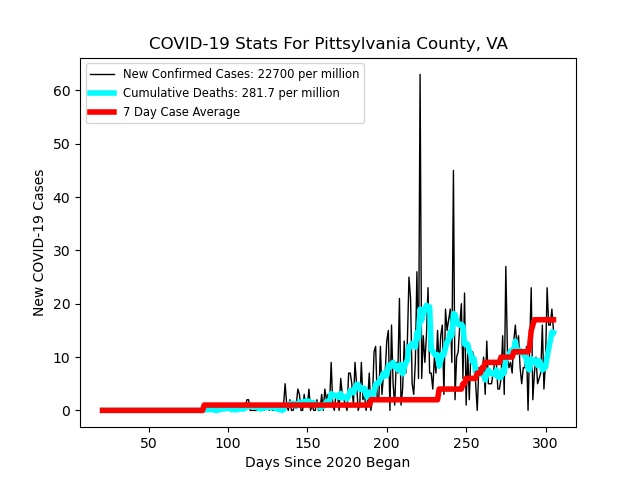 COVID-19 Stats For Pittsylvania County, VA
New Confirmed Cases: 22700 per million
Cumulative Deaths: 281.7 per million
7 Day Case Average
60
50
40
30
20
10
0
New COVID-19 Cases
50 100 150 200 250 300
Days Since 2020 Began